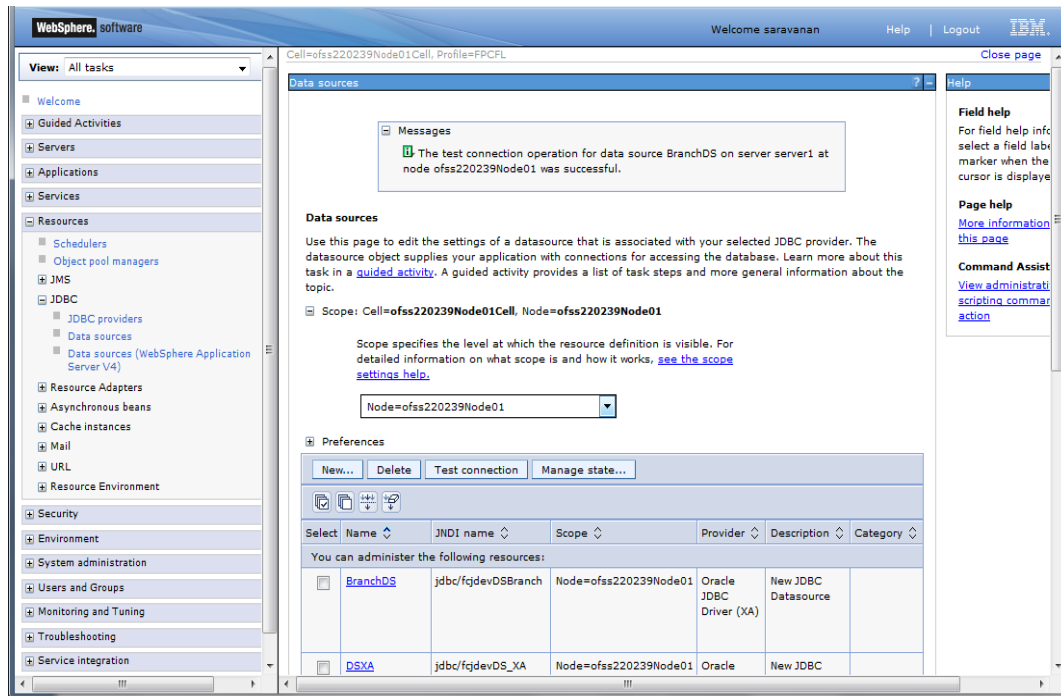 WebSphere. software
Welcome saravanan
Help | Logout
IBM.
View: All tasks
Welcome
Guided Activities
Servers
Applications
Services
Resources
Schedulers
Object pool managers
JMS
JDBC
JDBC providers
Data sources
Data sources (WebSphere Application
Server V4)
Resource Adapters
Asynchronous beans
Cache instances
Mail
URL
Resource Environment
Security
Environment
System administration
Users and Groups
Monitoring and Tuning
Troubleshooting
Service integration
Cell=ofss220239Node01Cell, Profile=FPCFL
Close page
Data sources
? -
Messages
The test connection operation for data source BranchDS on server server1 at
node ofss220239Node01 was successful.
Data sources
Use this page to edit the settings of a datasource that is associated with your selected JDBC provider. The
datasource object supplies your application with connections for accessing the database. Learn more about this
task in a guided activity. A guided activity provides a list of task steps and more general information about the
topic.
Scope: Cell=ofss220239Node01Cell, Node=ofss220239Node01
Scope specifies the level at which the resource definition is visible. For
detailed information on what scope is and how it works, see the scope
settings help.
Node=ofss220239Node01
Preferences
New... Delete Test connection Manage state...
Select Name JNDI name Scope Provider Description Category
You can administer the following resources:
BranchDS jdbc/fcjdevDSBranch Node=ofss220239Node01 Oracle New JDBC
JDBC Datasource
Driver (XA)
DSXA jdbc/fcjdevDS_XA Node=ofss220239Node01 Oracle New JDBC
Help
Field help
For field help info
select a field labe
marker when the
cursor is displaye
Page help
More information
this page
Command Assist
View administrati
scripting commar
action